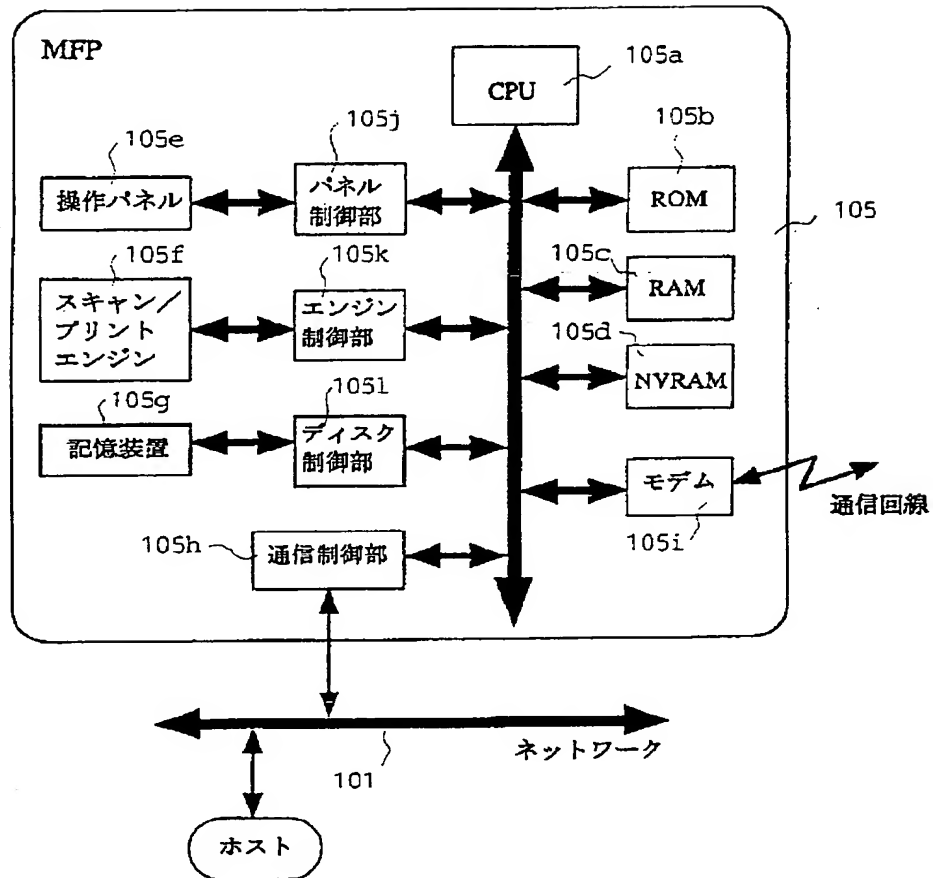 MFP
105a
CPU
105j
105b
105e
操作パネル
パネル
制御部
ROM
105
105f
105k
105c
スキャン／
プリント
エンジン
エンジン
制御部
RAM
105d
NVRAM
105g
105l
記憶装置
ディスク
制御部
モデム
通信回線
105i
105h
通信制御部
ネットワーク
101
ホスト